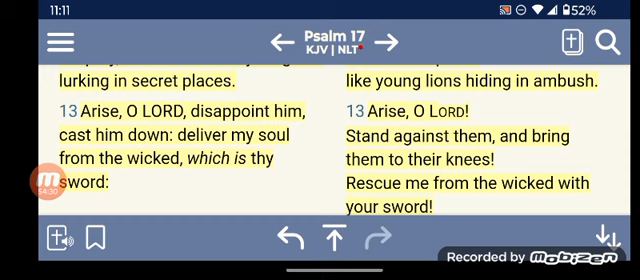 11:11
52%
Psalm 17
KJV | NLT
lurking in secret places.
13 Arise, O LORD, disappoint him,
cast him down: deliver my soul
from the wicked, which is thy
sword:
like young lions hiding in ambush.
13 Arise, O LORD!
Stand against them, and bring
them to their knees!
Rescue me from the wicked with
your sword!
54:30
Recorded by mobizen